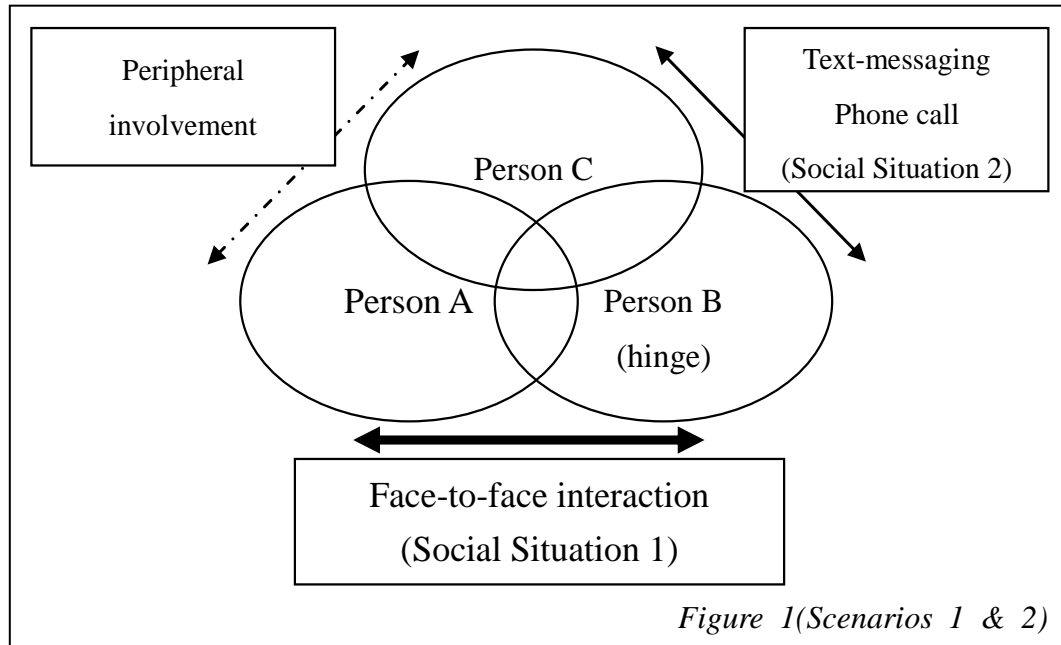 Peripheral
involvement
Text-messaging
Phone call
(Social Situation 2)
Person C
Person A
Person B
(hinge)
Face-to-face interaction
(Social Situation 1)
Figure 1(Scenarios 1 & 2)